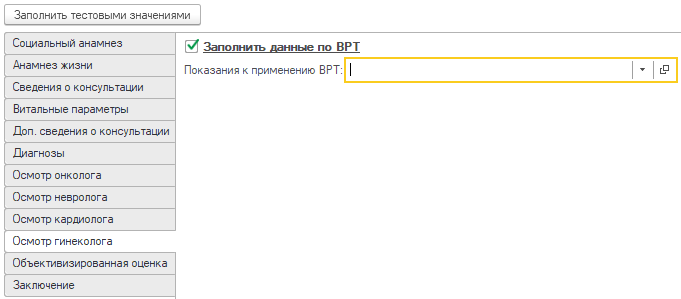 Заполнить тестовыми значениями
Социальный анамнез
Анамнез жизни
Сведения о консультации
Витальные параметры
Доп. сведения о консультации
Диагнозы
Осмотр онколога
Осмотр невролога
Осмотр кардиолога
Осмотр гинеколога
Объективизированная оценка
Заключение
Заполнить данные по ВРТ
Показания к применению ВРТ: